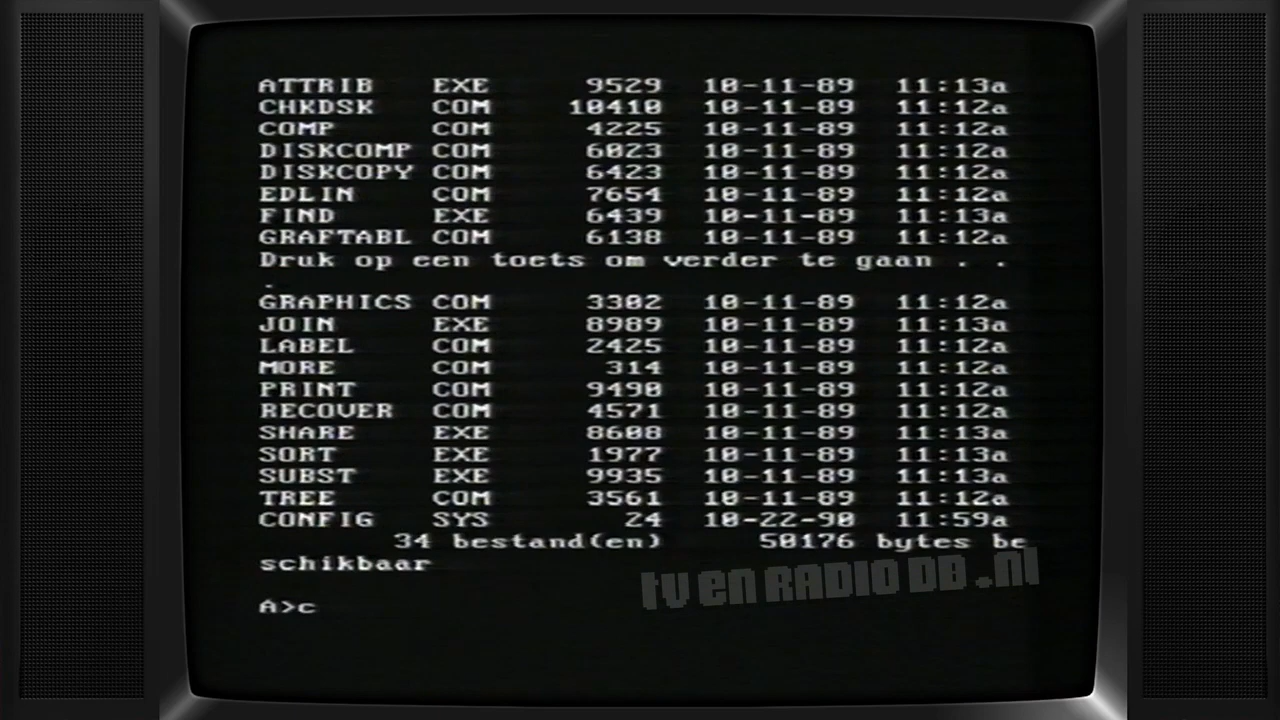 ATTRIB   EXE     9529  10-11-89  11:13a
CHKDSK   COM    10410  10-11-89  11:12a
COMP     COM     4225  10-11-89  11:12a
DISKCOMP COM     6023  10-11-89  11:12a
DISKCOPY COM     6423  10-11-89  11:12a
EDLIN    COM     7654  10-11-89  11:12a
FIND     EXE     6439  10-11-89  11:13a
GRAFTABL COM     6138  10-11-89  11:12a
Druk op een toets om verder te gaan . .
.
GRAPHICS COM     3302  10-11-89  11:12a
JOIN     EXE     8989  10-11-89  11:13a
LABEL    COM     2425  10-11-89  11:12a
MORE     COM      314  10-11-89  11:12a
PRINT    COM     9490  10-11-89  11:12a
RECOVER  COM     4571  10-11-89  11:12a
SHARE    EXE     8608  10-11-89  11:13a
SORT     EXE     1977  10-11-89  11:13a
SUBST    EXE     9935  10-11-89  11:13a
TREE     COM     3561  10-11-89  11:12a
CONFIG   SYS       24  10-22-90  11:59a
34 bestand(en)     50176 bytes be
schikbaar
tv en RADIO DB .nl
A>c